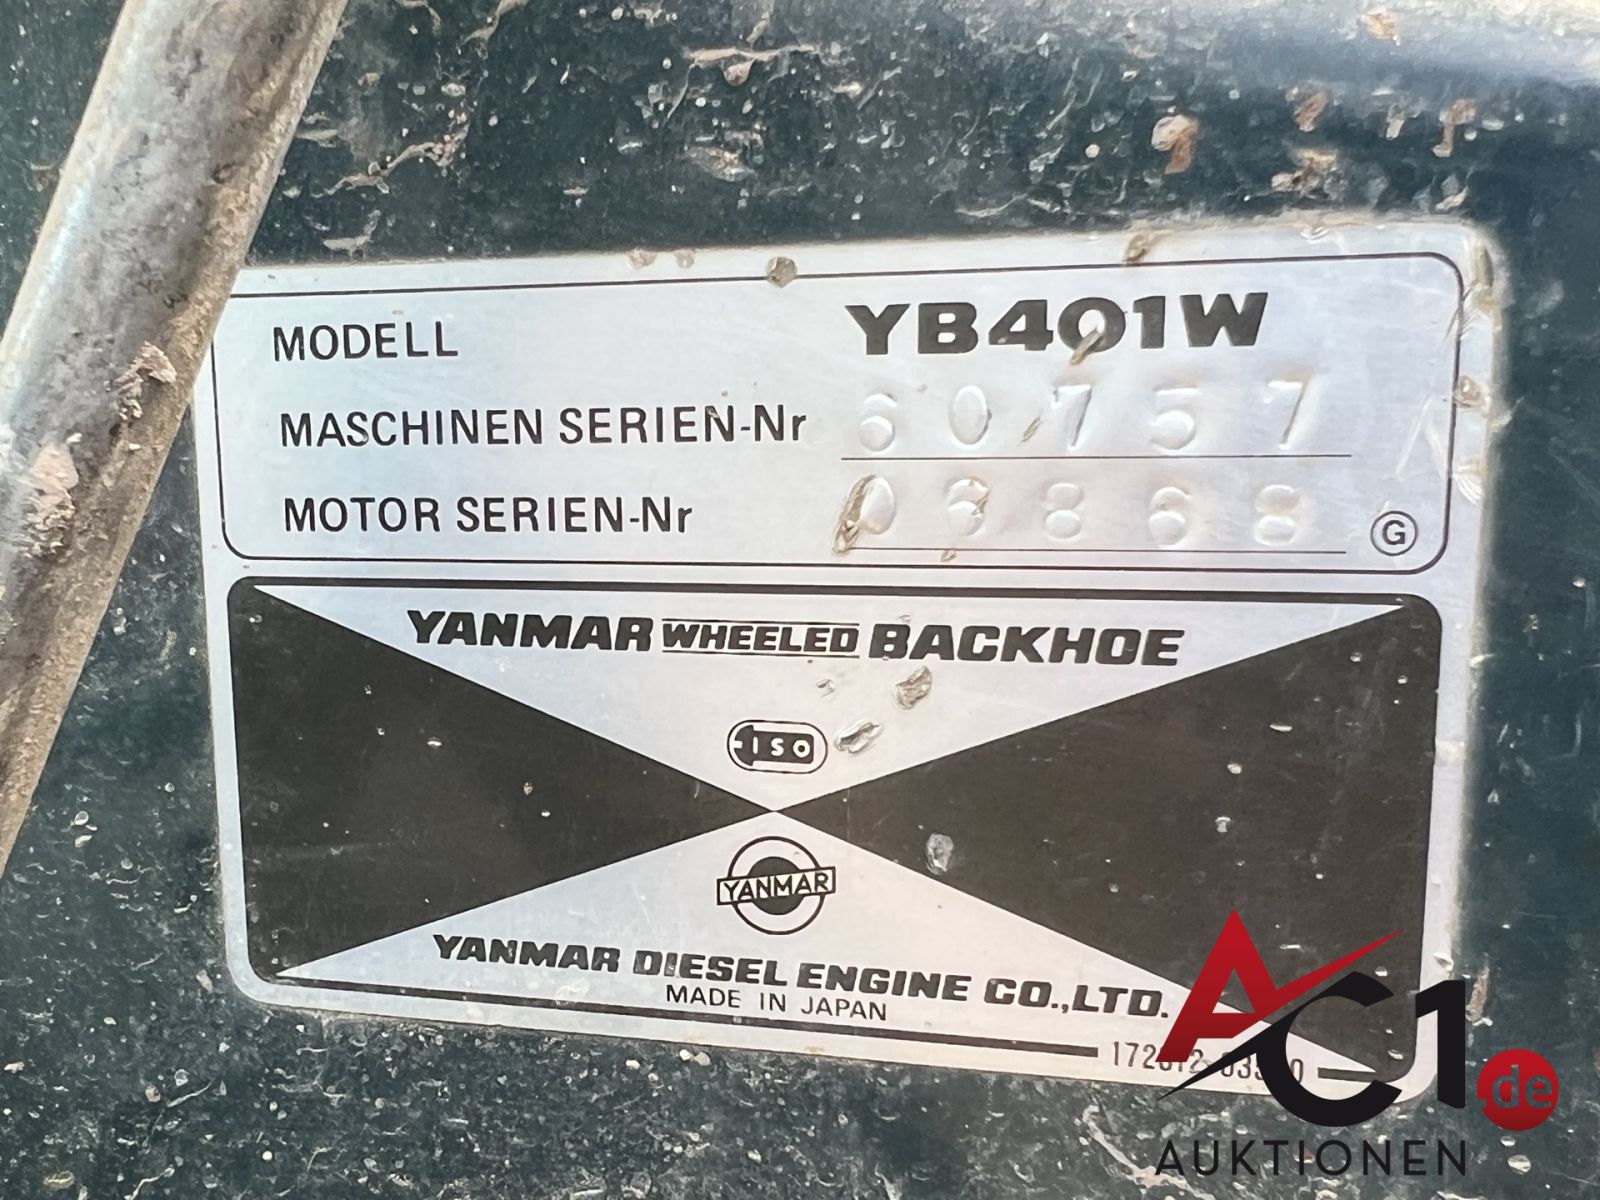 MODELL YB401W
MASCHINEN SERIEN-Nr 60757
MOTOR SERIEN-Nr 06868
G
YANMAR WHEELED BACKHOE
ISO
YANMAR
YANMAR DIESEL ENGINE CO.,LTD.
MADE IN JAPAN
AC1.de
AUKTIONEN